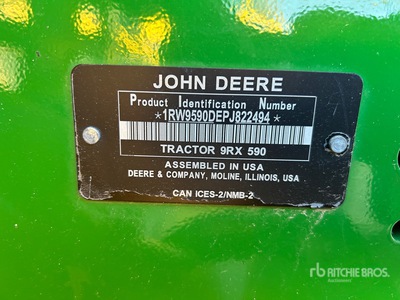 JOHN DEERE
Product Identification Number
*1RW9590DEPJ822494*
TRACTOR 9RX 590
ASSEMBLED IN USA
DEERE & COMPANY, MOLINE, ILLINOIS, USA
CAN ICES-2/NMB-2
rb RITCHIE BROS.
Auctioneers